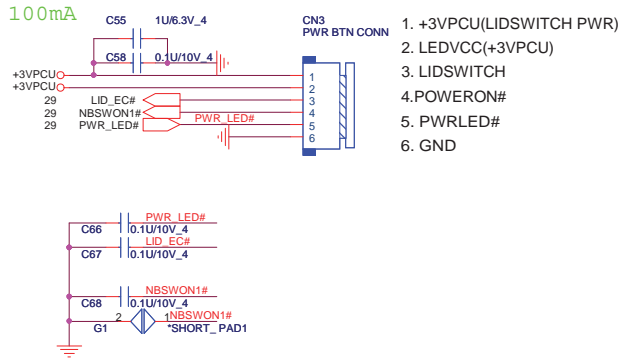 100mA
C55 1U/6.3V_4
CN3
PWR BTN CONN
C58 0.1U/10V_4
+3VPCU
+3VPCU
29 LID_EC#
29 NBSWON1#
29 PWR_LED#
PWR_LED#
1
2
3
4
5
6
1. +3VPCU(LIDSWITCH PWR)
2. LEDVCC(+3VPCU)
3. LIDSWITCH
4.POWERON#
5. PWRLED#
6. GND
PWR_LED#
C66 0.1U/10V_4
LID_EC#
C67 0.1U/10V_4
NBSWON1#
C68 0.1U/10V_4
2 1 NBSWON1#
G1 *SHORT_ PAD1